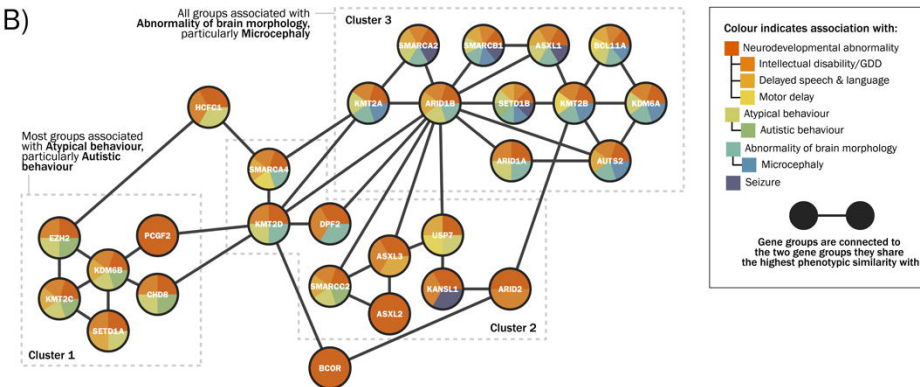 B)
All groups associated with
Abnormality of brain morphology,
particularly Microcephaly
Cluster 3
SMARCA2
SMARCB1
ASXL1
BCL11A
HCFC1
KMT2A
ARID1B
SETD1B
KMT2B
KDM6A
Most groups associated
with Atypical behaviour,
particularly Autistic
behaviour
SMARCA4
ARID1A
AUTS2
EZH2
PCGF2
KMT2D
DPF2
USP7
KDM6B
ASXL3
KMT2C
CHD8
SMARCC2
KANSL1
ARID2
SETD1A
ASXL2
Cluster 1
Cluster 2
BCOR
Colour indicates association with:
Neurodevelopmental abnormality
Intellectual disability/GDD
Delayed speech & language
Motor delay
Atypical behaviour
Autistic behaviour
Abnormality of brain morphology
Microcephaly
Seizure
Gene groups are connected to
the two gene groups they share
the highest phenotypic similarity with